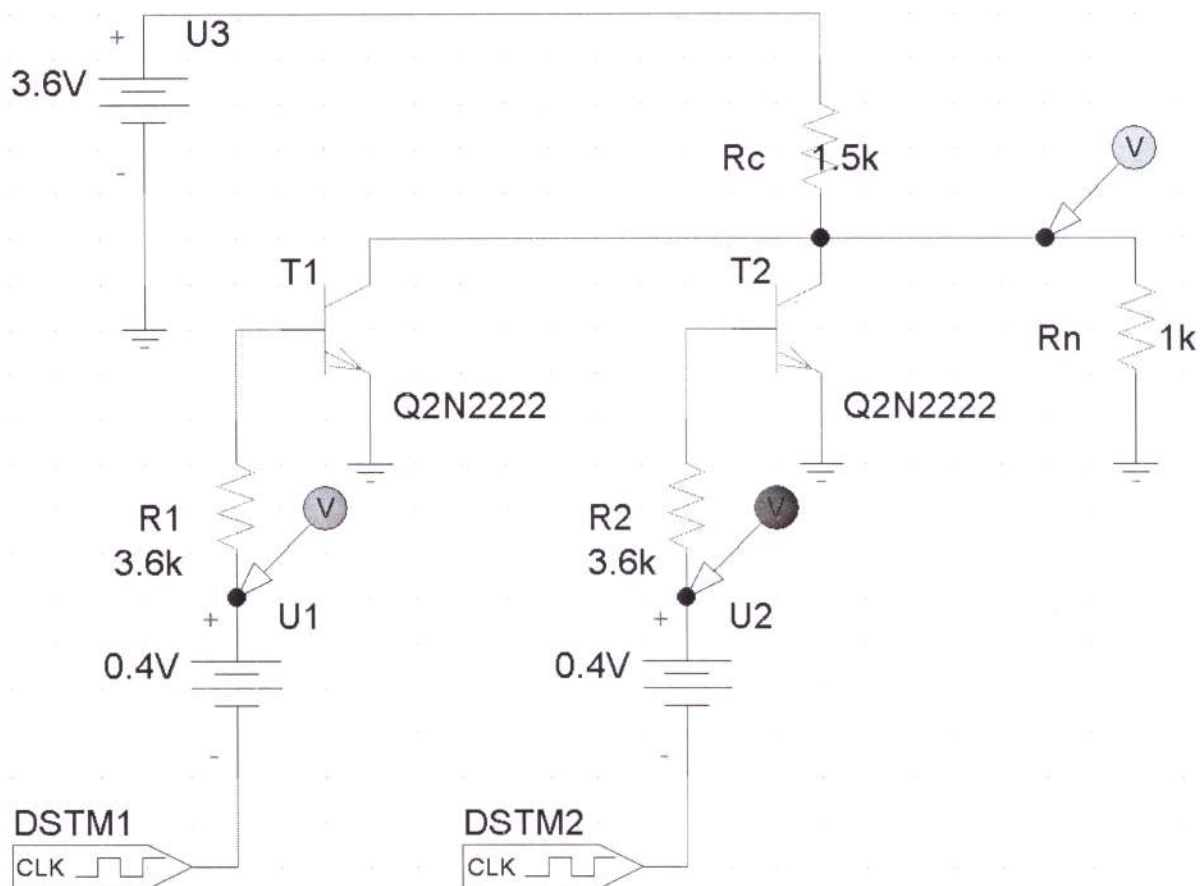 + U3
3.6V
-
Rc 1.5k
V
T1
T2
Rn 1k
Q2N2222
Q2N2222
R1
3.6k
V
R2
3.6k
V
+ U1
0.4V
-
+ U2
0.4V
-
DSTM1
CLK
DSTM2
CLK